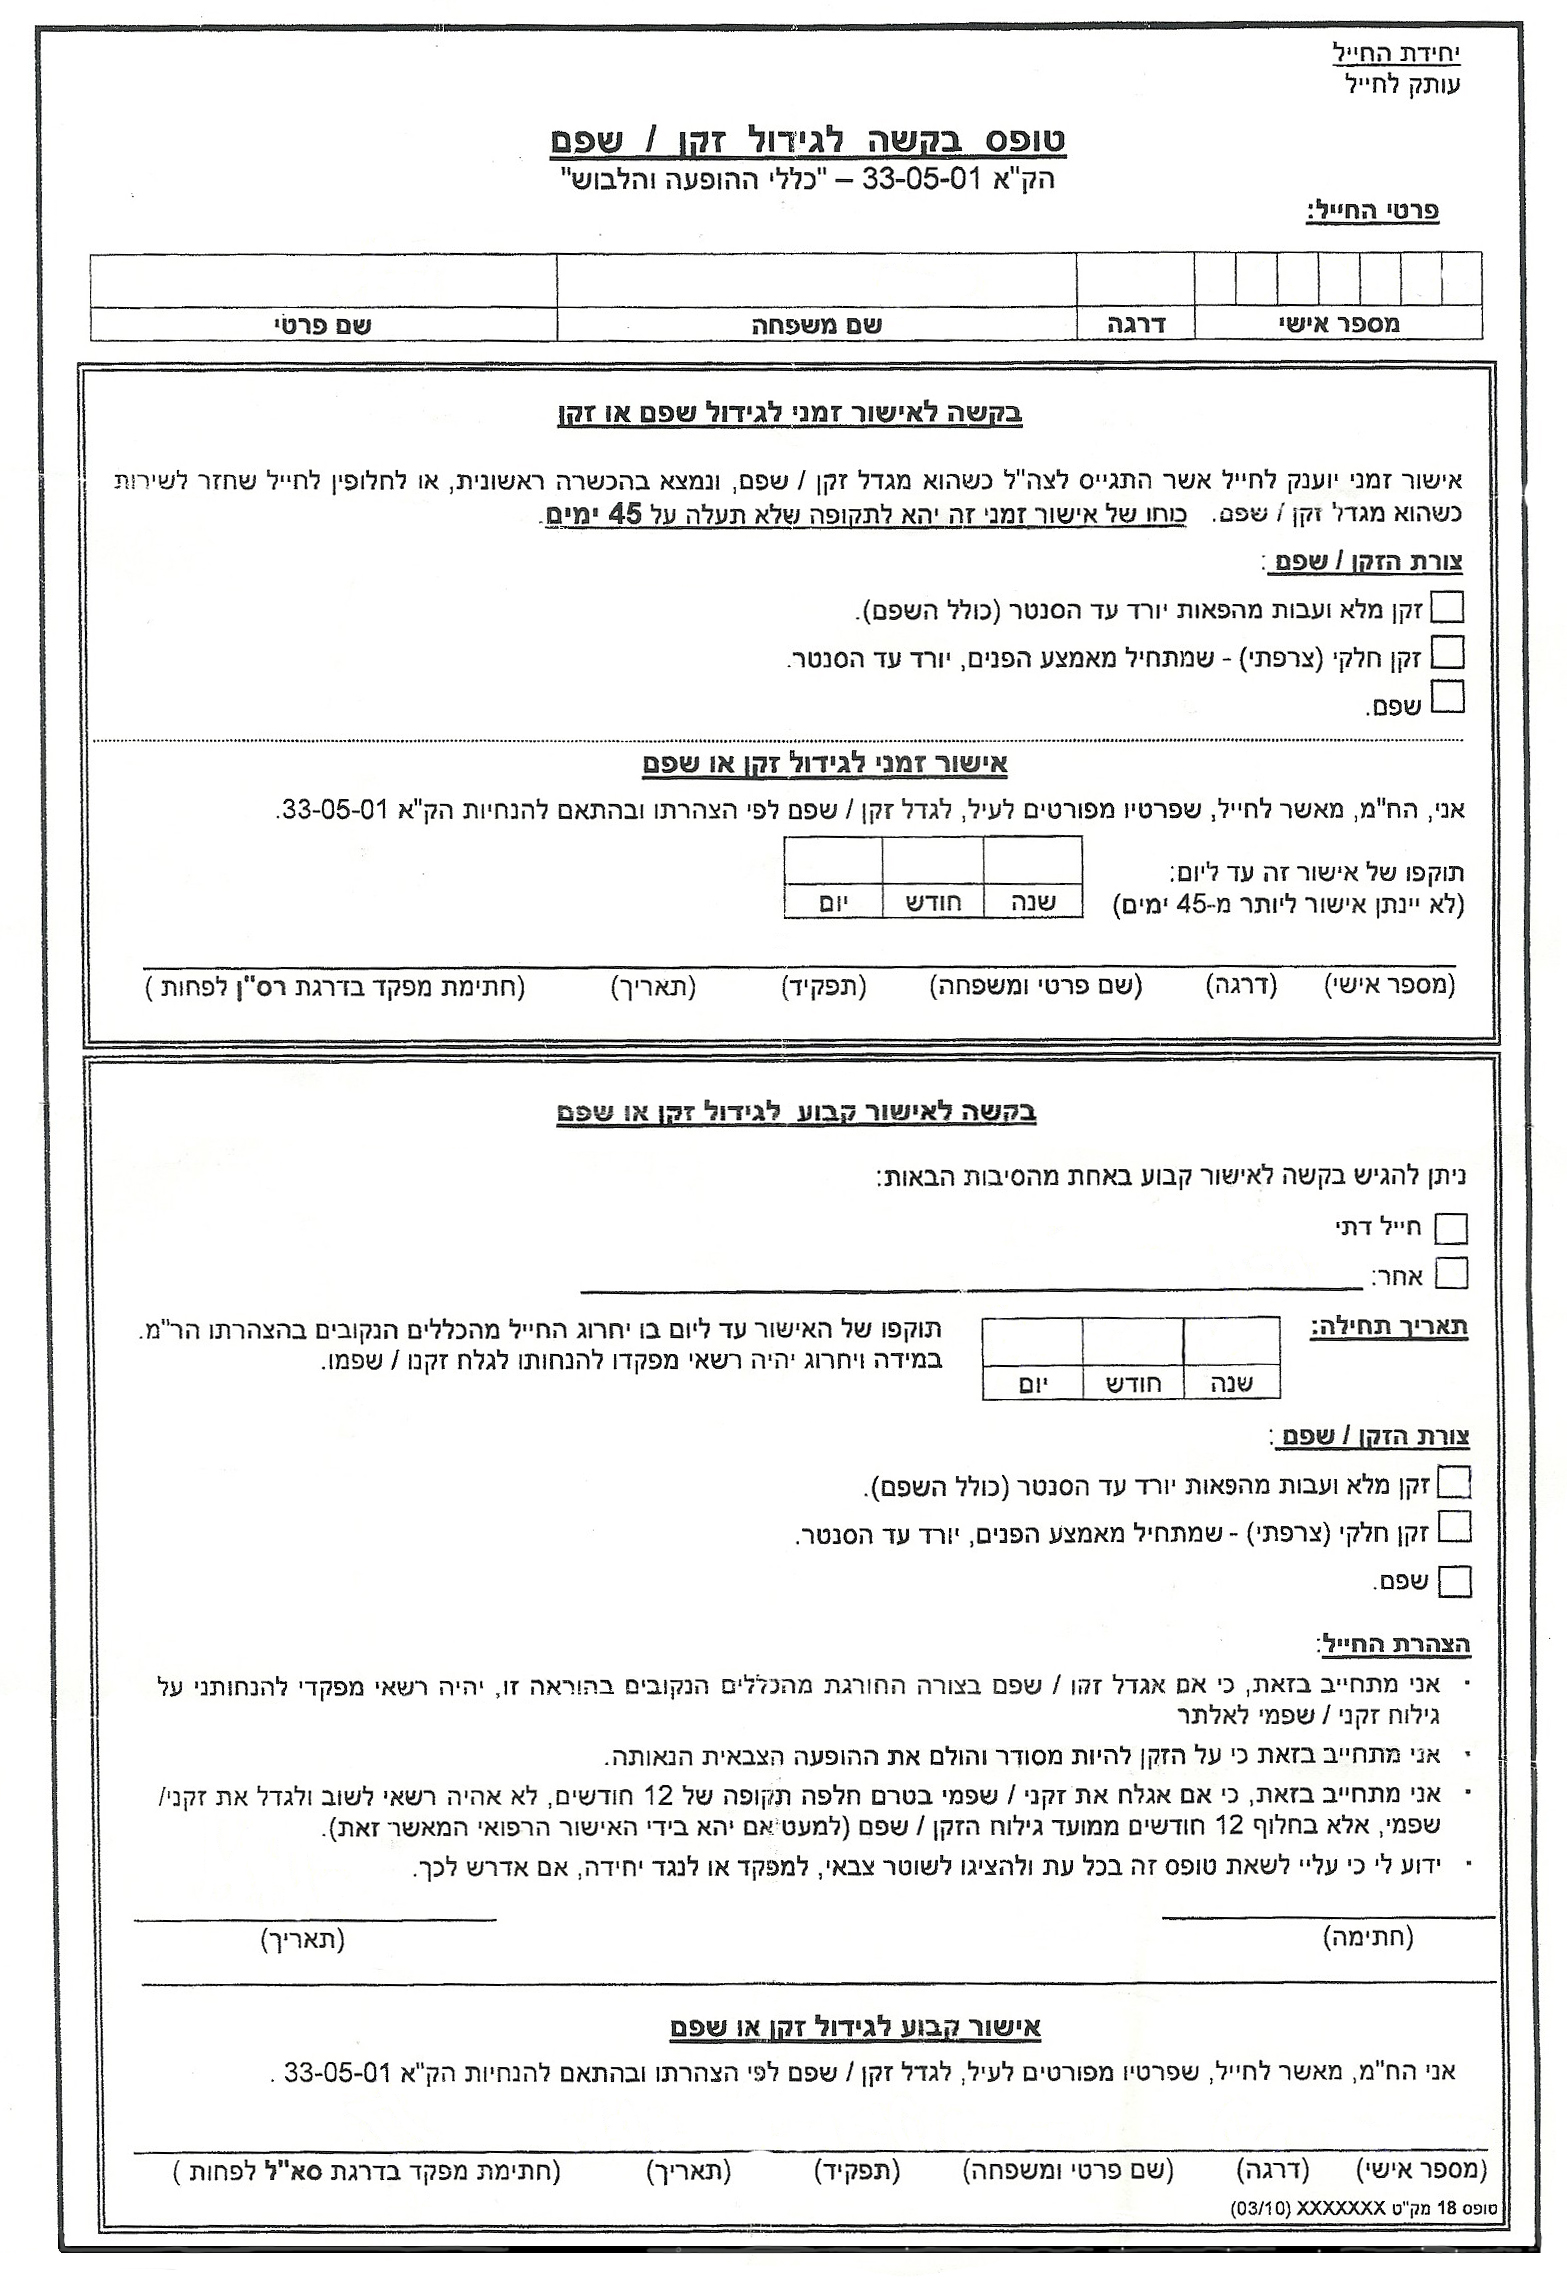 יחידת החייל
עותק לחייל
טופס בקשה לגידול זקן / שפם
הק"א 33-05-01 – "כללי ההופעה והלבוש"
פרטי החייל:
מספר אישי דרגה שם משפחה שם פרטי
בקשה לאישור זמני לגידול שפם או זקן
אישור זמני יוענק לחייל אשר התגייס לצה"ל כשהוא מגדל זקן / שפם, ונמצא בהכשרה ראשונית, או לחלופין לחייל שחזר לשירות
כשהוא מגדל זקן / שפם. כוחו של אישור זמני זה יהא לתקופה שלא תעלה על 45 ימים.
צורת הזקן / שפם:
זקן מלא ועבות מהפאות יורד עד הסנטר (כולל השפם).
זקן חלקי (צרפתי) - שמתחיל מאמצע הפנים, יורד עד הסנטר.
שפם.
אישור זמני לגידול זקן או שפם
אני, הח"מ, מאשר לחייל, שפרטיו מפורטים לעיל, לגדל זקן / שפם לפי הצהרתו ובהתאם להנחיות הק"א 33-05-01.
תוקפו של אישור זה עד ליום:
(לא יינתן אישור ליותר מ-45 ימים) שנה חודש יום
(מספר אישי) (דרגה) (שם פרטי ומשפחה) (תפקיד) (תאריך) (חתימת מפקד בדרגת רס"ן לפחות )
בקשה לאישור קבוע לגידול זקן או שפם
ניתן להגיש בקשה לאישור קבוע באחת מהסיבות הבאות:
חייל דתי
אחר:
תאריך תחילה: תוקפו של האישור עד ליום בו יחרוג החייל מהכללים הנקובים בהצהרתו הר"מ.
במידה ויחרוג יהיה רשאי מפקדו להנחותו לגלח זקנו / שפמו.
שנה חודש יום
צורת הזקן / שפם:
זקן מלא ועבות מהפאות יורד עד הסנטר (כולל השפם).
זקן חלקי (צרפתי) - שמתחיל מאמצע הפנים, יורד עד הסנטר.
שפם.
הצהרת החייל:
· אני מתחייב בזאת, כי אם אגדל זקן / שפם בצורה החורגת מהכללים הנקובים בהוראה זו, יהיה רשאי מפקדי להנחותני על
גילוח זקני / שפמי לאלתר
· אני מתחייב בזאת כי על הזקן להיות מסודר והולם את ההופעה הצבאית הנאותה.
· אני מתחייב בזאת, כי אם אגלח את זקני / שפמי בטרם חלפה תקופה של 12 חודשים, לא אהיה רשאי לשוב ולגדל את זקני/
שפמי, אלא בחלוף 12 חודשים ממועד גילוח הזקן / שפם (למעט אם יהא בידי האישור הרפואי המאשר זאת).
· ידוע לי כי עליי לשאת טופס זה בכל עת ולהציגו לשוטר צבאי, למפקד או לנגד יחידה, אם אדרש לכך.
(חתימה) (תאריך)
אישור קבוע לגידול זקן או שפם
אני הח"מ, מאשר לחייל, שפרטיו מפורטים לעיל, לגדל זקן / שפם לפי הצהרתו ובהתאם להנחיות הק"א 33-05-01 .
(מספר אישי) (דרגה) (שם פרטי ומשפחה) (תפקיד) (תאריך) (חתימת מפקד בדרגת סא"ל לפחות )
טופס 18 מק"ט XXXXXXX (03/10)